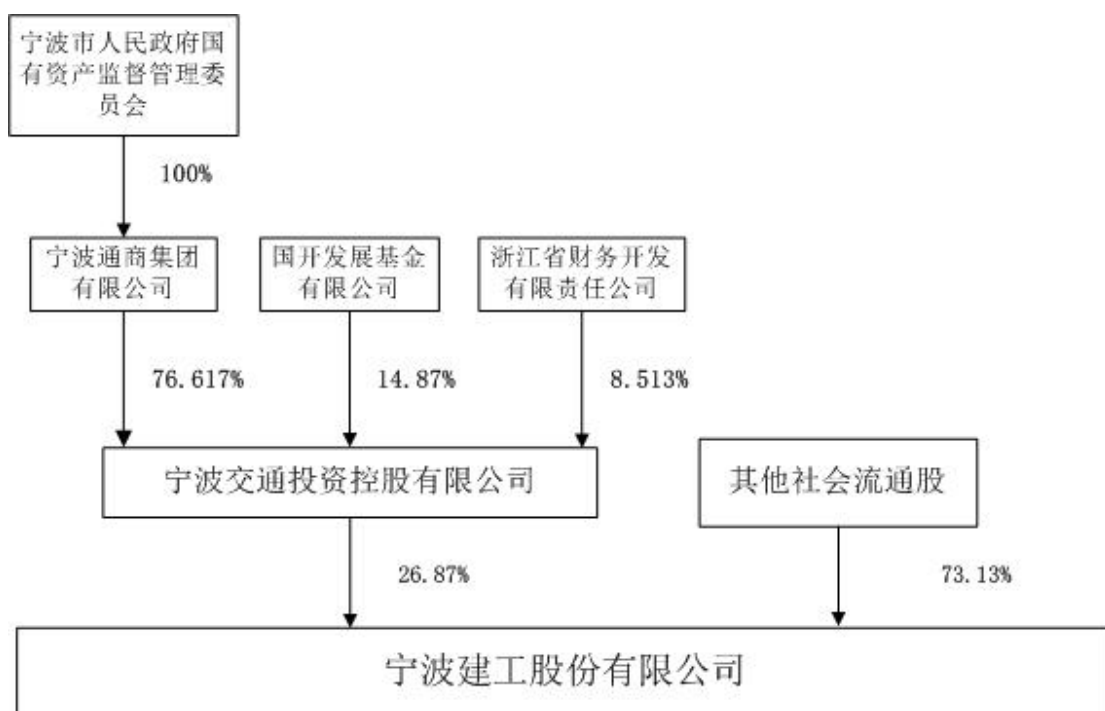 宁波市人民政府国
有资产监督管理委
员会
100%
宁波通商集团
有限公司
国开发展基金
有限公司
浙江省财务开发
有限责任公司
76.617%
14.87%
8.513%
宁波交通投资控股有限公司
其他社会流通股
26.87%
73.13%
宁波建工股份有限公司